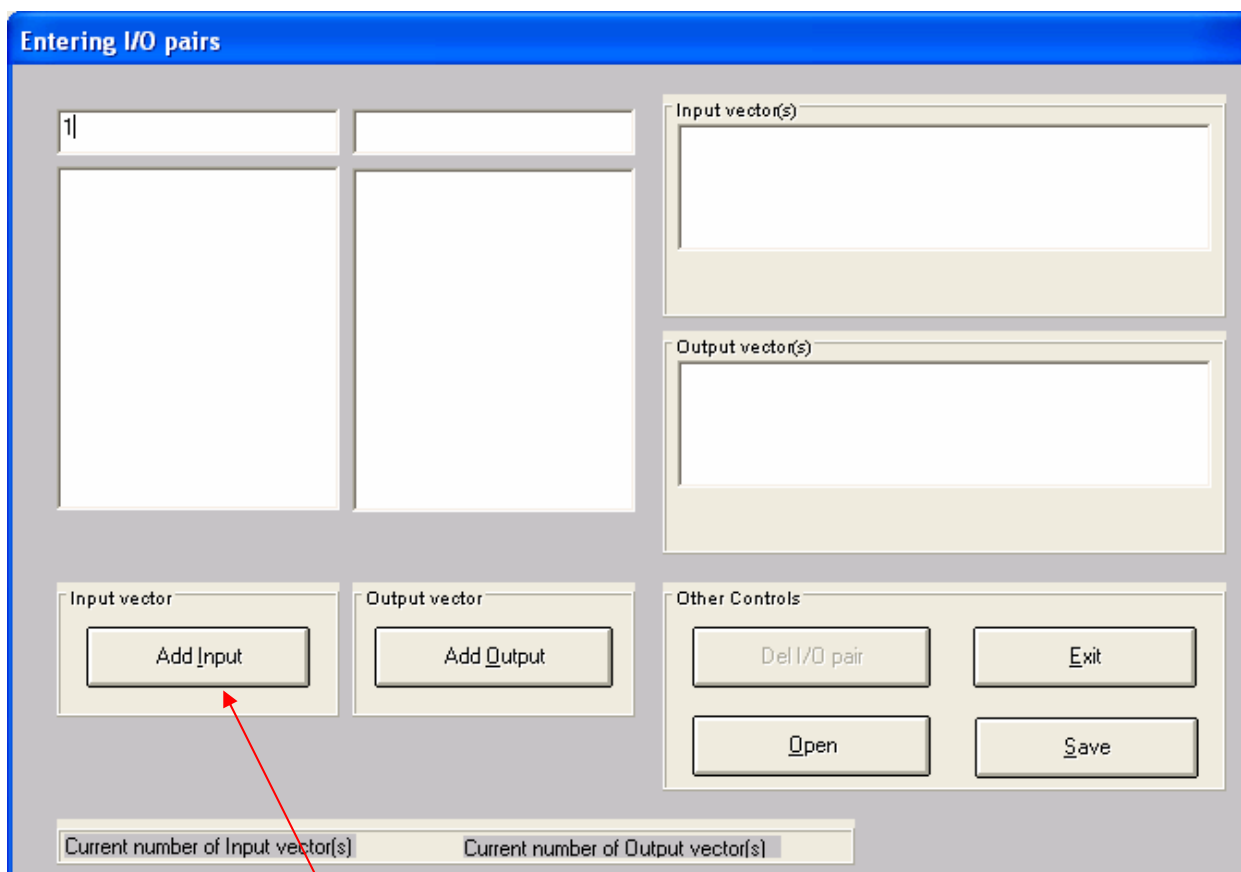 Entering I/O pairs
1
Input vector(s)
Output vector(s)
Input vector
Output vector
Other Controls
Add Input
Add Output
Del I/O pair
Exit
Open
Save
Current number of Input vector(s)
Current number of Output vector(s)